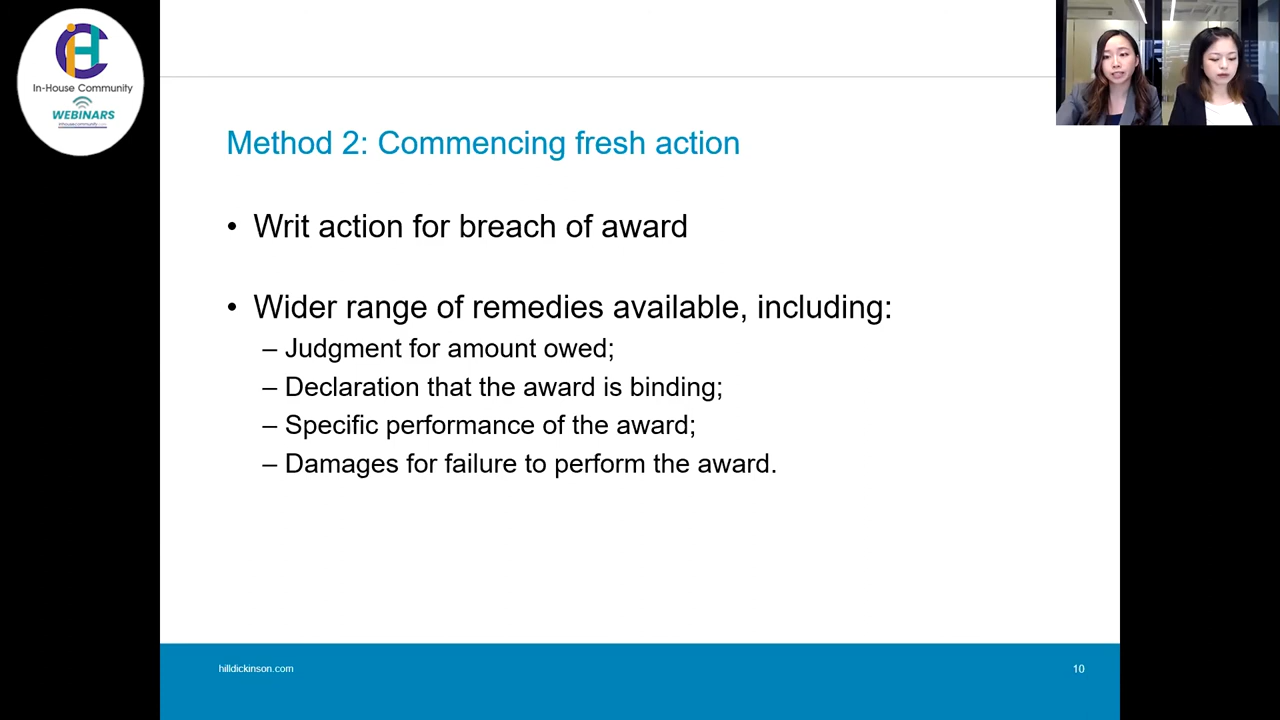 In-House Community
WEBINARS
Method 2: Commencing fresh action
• Writ action for breach of award
• Wider range of remedies available, including:
– Judgment for amount owed;
– Declaration that the award is binding;
– Specific performance of the award;
– Damages for failure to perform the award.
hilldickinson.com
10